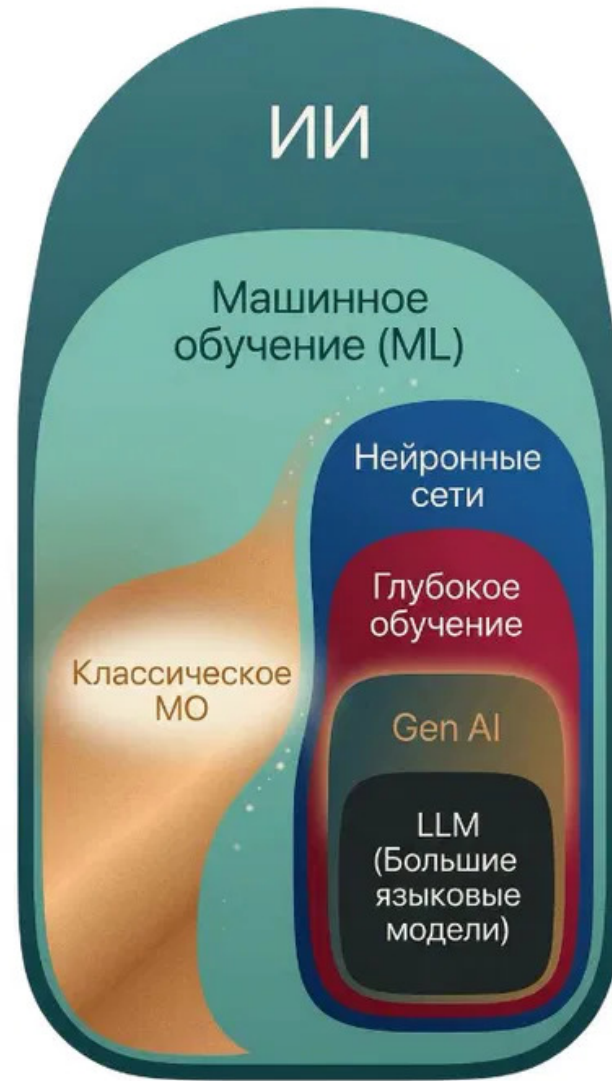 ИИ
Машинное
обучение (ML)
Нейронные
сети
Глубокое
обучение
Классическое
МО
Gen AI
LLM
(Большие
языковые
модели)